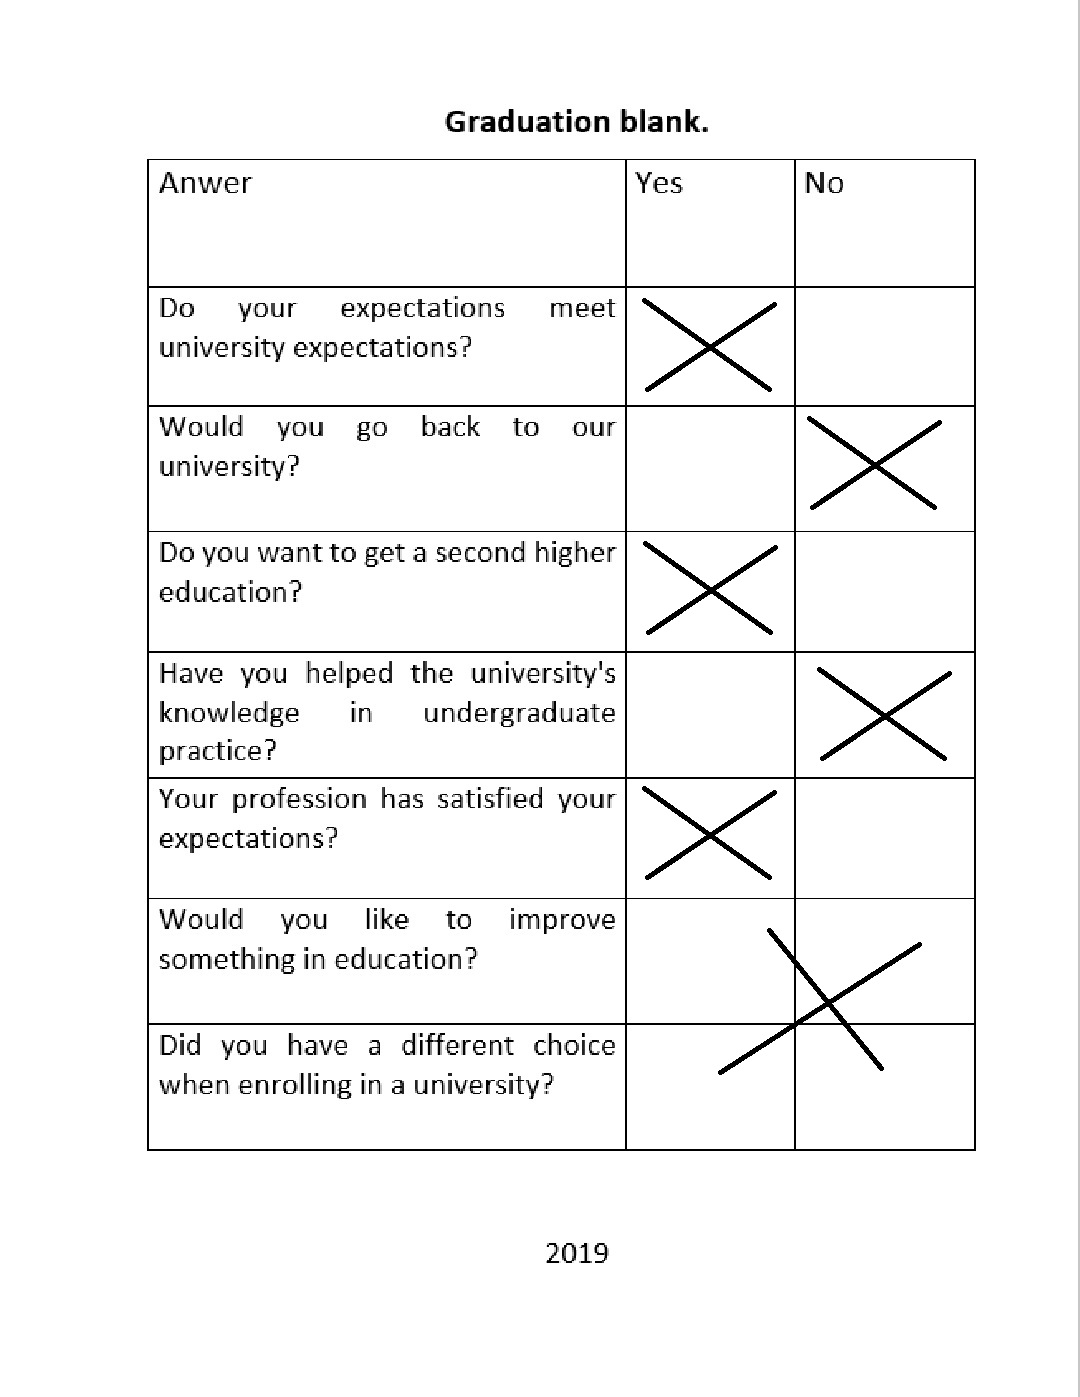 Graduation blank.
Anwer Yes No
Do your expectations meet
university expectations?
Would you go back to our
university?
Do you want to get a second higher
education?
Have you helped the university's
knowledge in undergraduate
practice?
Your profession has satisfied your
expectations?
Would you like to improve
something in education?
Did you have a different choice
when enrolling in a university?
2019